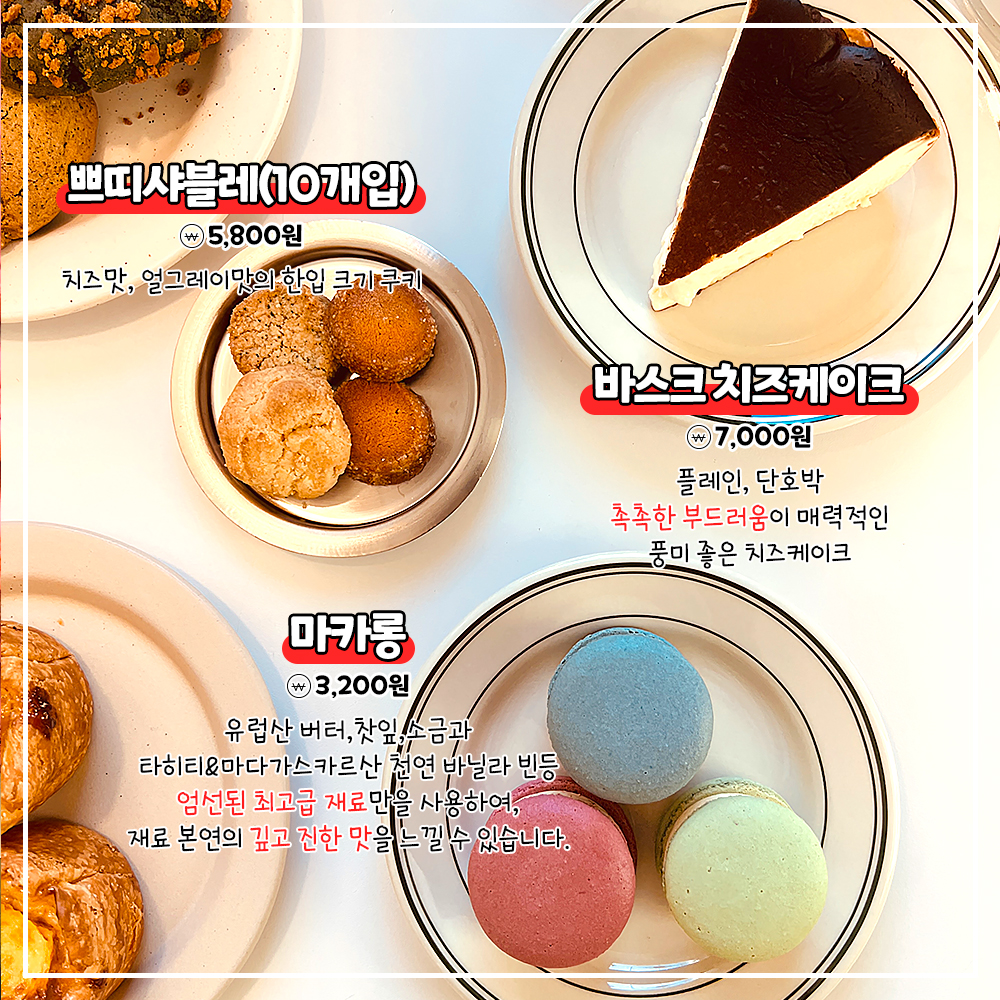 쁘띠샤블레(10개입)
₩ 5,800원
치즈맛, 얼그레이맛의 한입 크기 쿠키
바스크 치즈케이크
₩ 7,000원
플레인, 단호박
촉촉한 부드러움이 매력적인
풍미 좋은 치즈케이크
마카롱
₩ 3,200원
유럽산 버터,찻잎,소금과
타히티&마다가스카르산 천연 바닐라 빈등
엄선된 최고급 재료만을 사용하여,
재료 본연의 깊고 진한 맛을 느낄 수 있습니다.